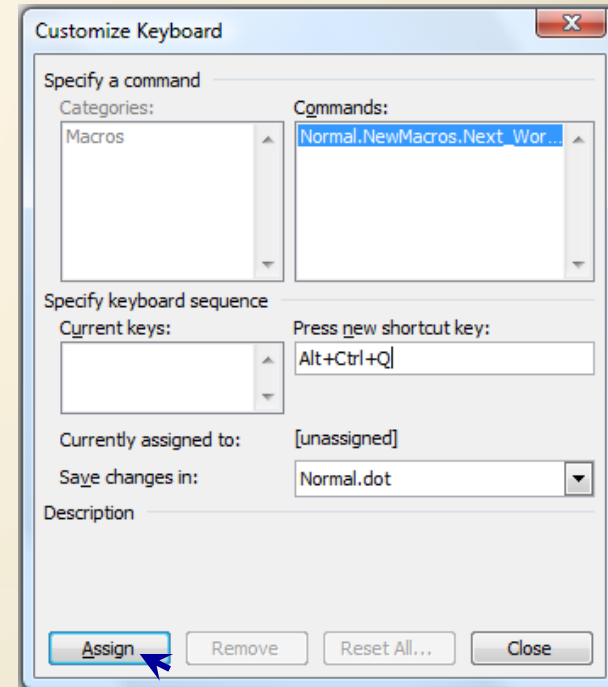 Customize Keyboard
Specify a command
Categories: Commands:
Macros Normal.NewMacros.Next_Wor...
Specify keyboard sequence
Current keys: Press new shortcut key:
Alt+Ctrl+Q
Currently assigned to: [unassigned]
Save changes in: Normal.dot
Description
Assign Remove Reset All... Close